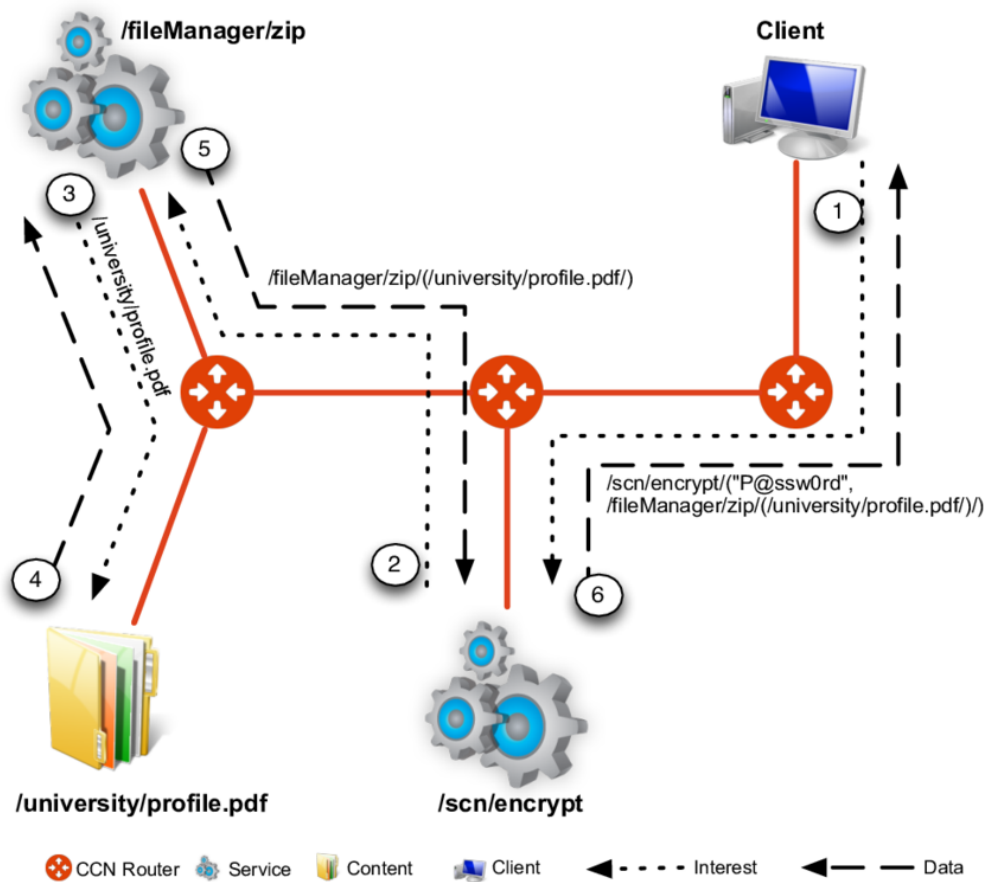 /fileManager/zip
Client
5
3
1
/university/profile.pdf
/fileManager/zip/(/university/profile.pdf/)
/scn/encrypt/("P@ssw0rd",
/fileManager/zip/(/university/profile.pdf/)/)
2
4
6
/university/profile.pdf
/scn/encrypt
CCN Router
Service
Content
Client
Interest
Data